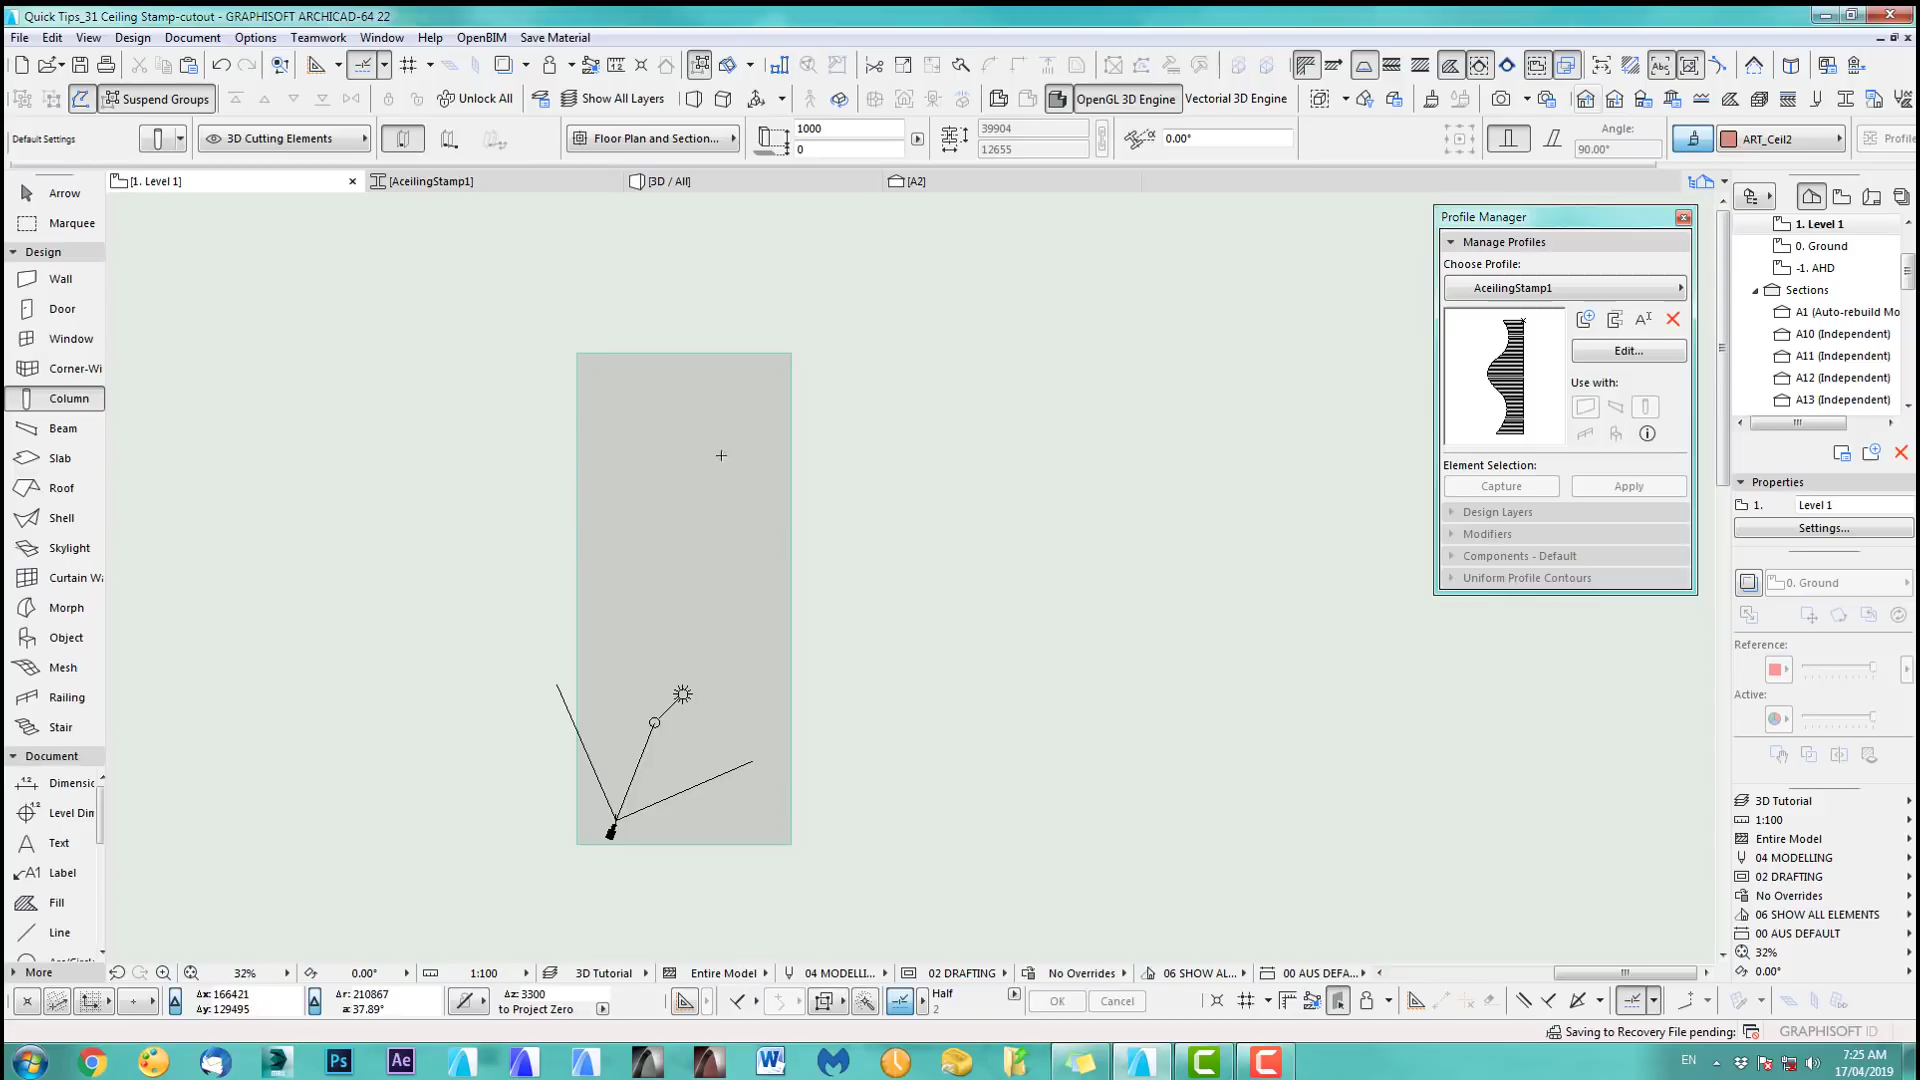 Quick Tips_31 Ceiling Stamp-cutout - GRAPHISOFT ARCHICAD-64 22
File Edit View Design Document Options Teamwork Window Help OpenBIM Save Material
Suspend Groups Unlock All Show All Layers OpenGL 3D Engine Vectorial 3D Engine
Default Settings 3D Cutting Elements Floor Plan and Section... 1000 0 39904 12655 0.00° Angle: 90.00° ART_Ceil2 Profile
[1. Level 1] [AceilingStamp1] [3D / All] [A2]
Arrow
Marquee
Design
Wall
Door
Window
Corner-Wi
Column
Beam
Slab
Roof
Shell
Skylight
Curtain Wa
Morph
Object
Mesh
Railing
Stair
Document
Dimensic
Level Dim
Text
A1 Label
Fill
Line
More
Profile Manager
Manage Profiles
Choose Profile:
AceilingStamp1
Edit...
Use with:
Element Selection:
Capture Apply
Design Layers
Modifiers
Components - Default
Uniform Profile Contours
1. Level 1
0. Ground
-1. AHD
Sections
A1 (Auto-rebuild Mo
A10 (Independent)
A11 (Independent)
A12 (Independent)
A13 (Independent)
Properties
1. Level 1
Settings...
0. Ground
Reference:
Active:
3D Tutorial
1:100
Entire Model
04 MODELLING
02 DRAFTING
No Overrides
06 SHOW ALL ELEMENTS
00 AUS DEFAULT
32%
0.00°
32% 0.00° 1:100 3D Tutorial Entire Model 04 MODELLI... 02 DRAFTING No Overrides 06 SHOW AL... 00 AUS DEFA...
Δx: 166421
Δy: 129495
Δr: 210867
a: 37.89°
Δz: 3300
to Project Zero
Half
2
OK Cancel
Saving to Recovery File pending: GRAPHISOFT ID
Ps Ae W C C
EN
7:25 AM
17/04/2019